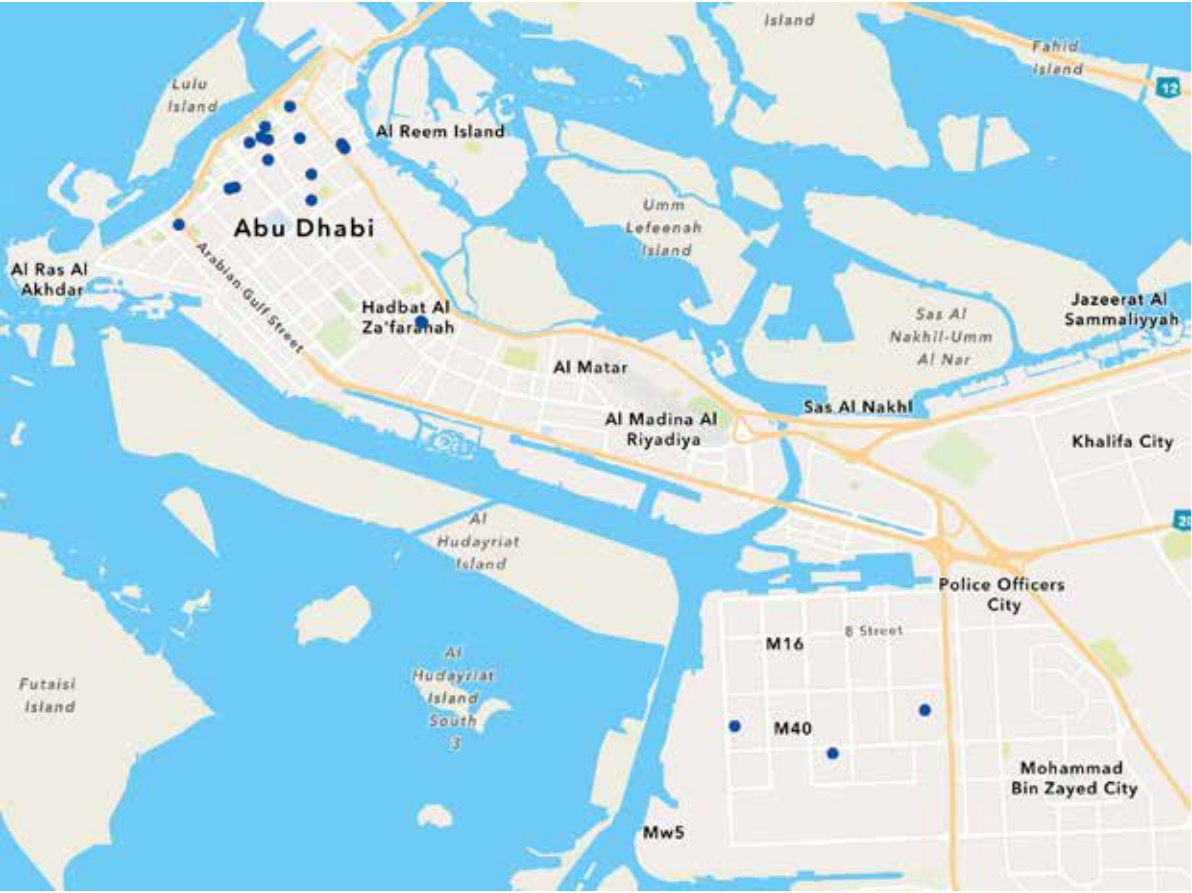 Island
Fahid
Island
12
Lulu
Island
Al Reem Island
Umm
Lefeenah
Island
Abu Dhabi
Al Ras Al
Akhdar
Arabian Gulf Street
Hadbat Al
Za'faranah
Jazeerat Al
Sammaliyyah
Sas Al
Nakhil-Umm
Al Nar
Al Matar
Sas Al Nakhl
Al Madina Al
Riyadiya
Khalifa City
Al
Hudayriat
Island
20
Police Officers
City
8 Street
M16
Al
Hudayriat
Island
South
(3
Futaisi
Island
M40
Mohammad
Bin Zayed City
Mw5